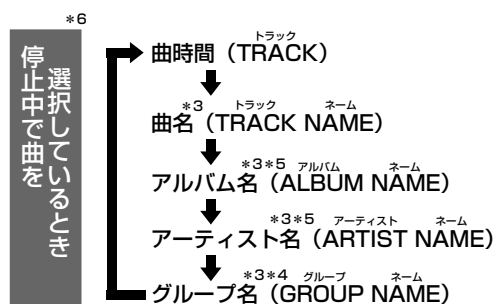 *6
停止中で曲を
選択しているとき
トラック
曲時間（TRACK）
*3 トラック ネーム
曲名（TRACK NAME）
*3*5 アルバム ネーム
アルバム名（ALBUM NAME）
*3*5 アーティスト ネーム
アーティスト名（ARTIST NAME）
*3*4 グループ ネーム
グループ名（GROUP NAME）